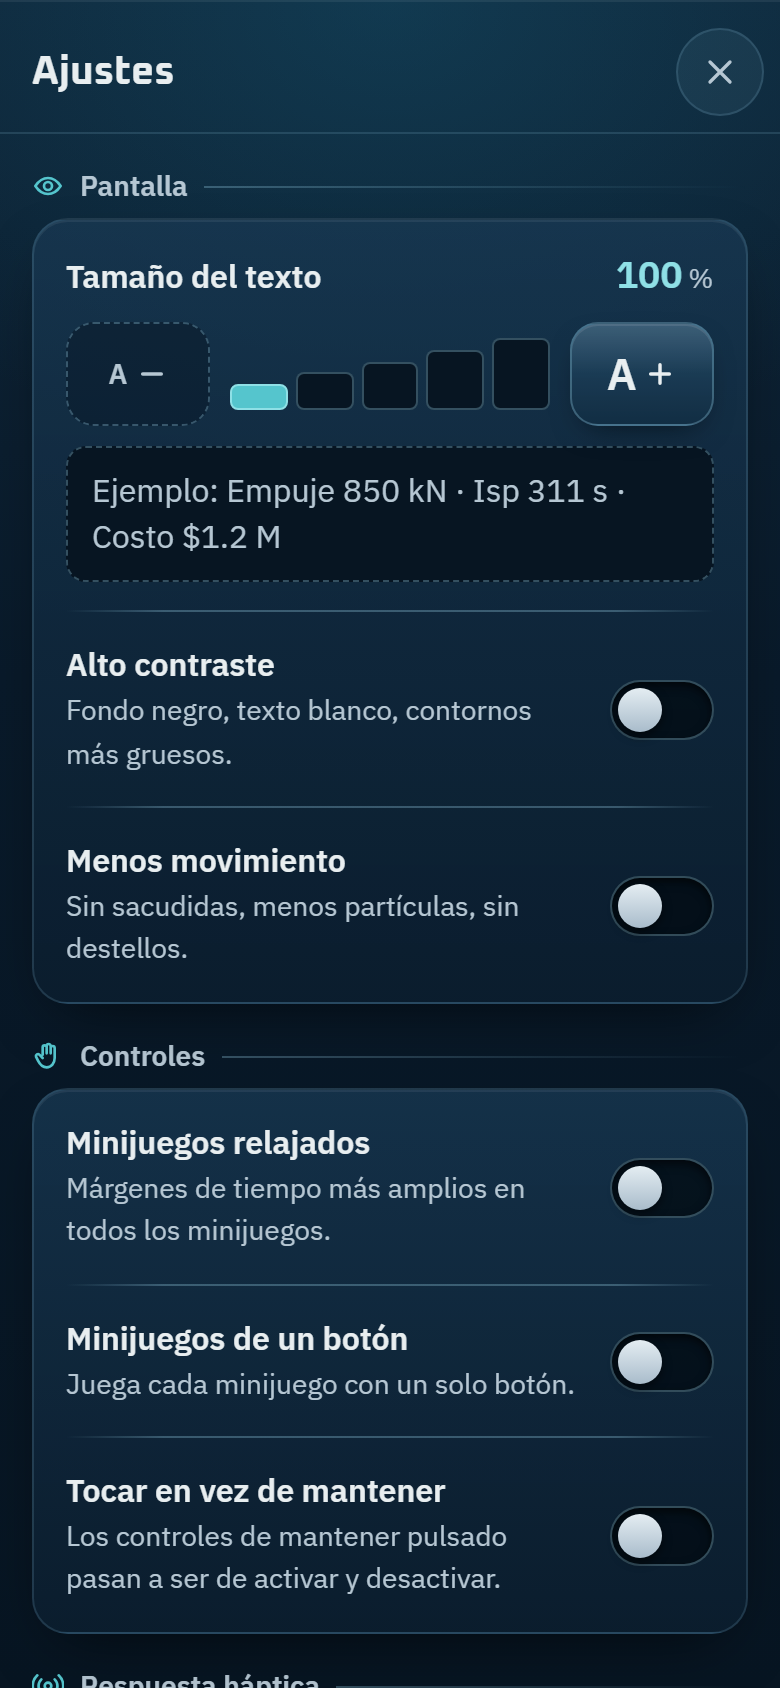 Ajustes
Pantalla
Tamaño del texto
100 %
A −
A +
Ejemplo: Empuje 850 kN · Isp 311 s ·
Costo $1.2 M
Alto contraste
Fondo negro, texto blanco, contornos
más gruesos.
Menos movimiento
Sin sacudidas, menos partículas, sin
destellos.
Controles
Minijuegos relajados
Márgenes de tiempo más amplios en
todos los minijuegos.
Minijuegos de un botón
Juega cada minijuego con un solo botón.
Tocar en vez de mantener
Los controles de mantener pulsado
pasan a ser de activar y desactivar.
Respuesta háptica